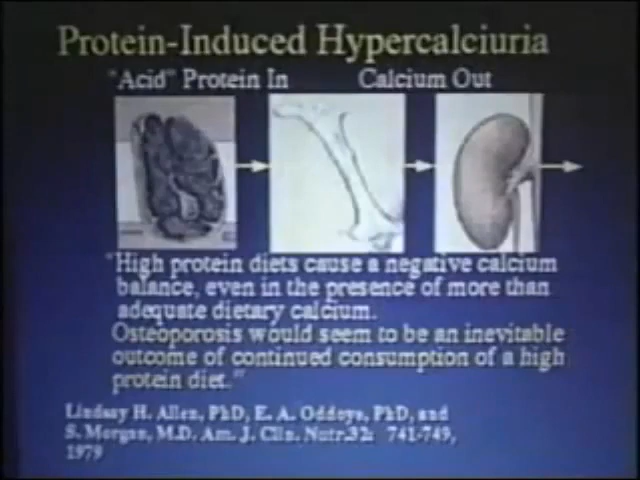 Protein-Induced Hypercalciuria
"Acid" Protein In Calcium Out
"High protein diets cause a negative calcium
balance, even in the presence of more than
adequate dietary calcium.
Osteoporosis would seem to be an inevitable
outcome of continued consumption of a high
protein diet."
Lindsay H. Allen, PhD, E. A. Oddoye, PhD, and
S. Morgan, M.D. Am. J. Clin. Nutr.32: 741-749,
1979